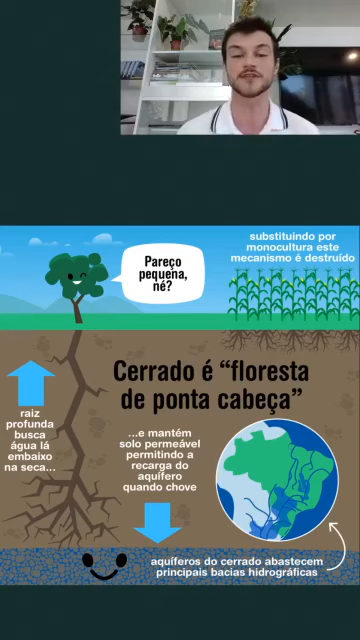 substituindo por
monocultura este
mecanismo é destruído
Pareço
pequena,
né?
Cerrado é “floresta
de ponta cabeça”
raiz
profunda
busca
água lá
embaixo
na seca...
...e mantém
solo permeável
permitindo a
recarga do
aquífero
quando chove
aquíferos do cerrado abastecem
principais bacias hidrográficas